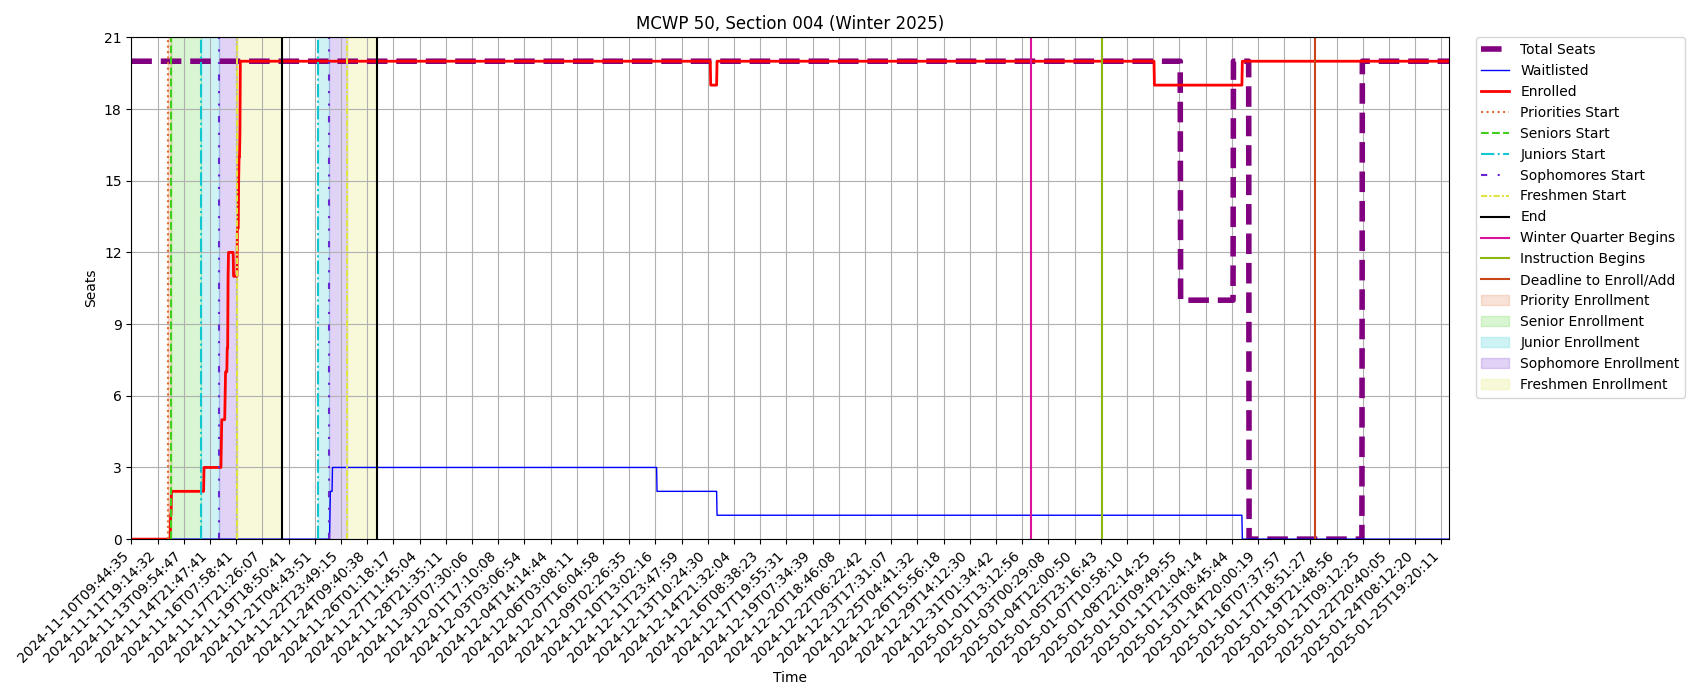 MCWP 50, Section 004 (Winter 2025)
21
18
15
12
9
6
3
0
Seats
2024-11-10T09:44:35
2024-11-11T19:14:32
2024-11-13T09:54:47
2024-11-14T21:47:41
2024-11-16T07:58:41
2024-11-17T21:26:07
2024-11-19T18:50:41
2024-11-21T04:43:51
2024-11-22T23:49:15
2024-11-24T09:40:38
2024-11-26T01:18:17
2024-11-27T11:45:04
2024-11-28T21:35:11
2024-11-30T07:30:06
2024-12-01T17:10:08
2024-12-03T03:06:54
2024-12-04T14:14:44
2024-12-06T03:08:11
2024-12-07T16:04:58
2024-12-09T02:26:35
2024-12-10T13:02:16
2024-12-11T23:47:59
2024-12-13T10:24:30
2024-12-14T21:32:04
2024-12-16T08:38:23
2024-12-17T19:55:31
2024-12-19T07:34:39
2024-12-20T18:46:08
2024-12-22T06:22:42
2024-12-23T17:31:07
2024-12-25T04:41:32
2024-12-26T15:56:18
2024-12-29T14:12:30
2024-12-31T01:34:42
2025-01-01T13:12:56
2025-01-03T00:29:08
2025-01-04T12:00:50
2025-01-05T23:16:43
2025-01-07T10:58:10
2025-01-08T22:14:25
2025-01-10T09:49:55
2025-01-11T21:04:14
2025-01-13T08:45:44
2025-01-14T20:00:19
2025-01-16T07:37:57
2025-01-17T18:51:27
2025-01-19T21:48:56
2025-01-21T09:12:25
2025-01-22T20:40:05
2025-01-24T08:12:20
2025-01-25T19:20:11
Time
Total Seats
Waitlisted
Enrolled
Priorities Start
Seniors Start
Juniors Start
Sophomores Start
Freshmen Start
End
Winter Quarter Begins
Instruction Begins
Deadline to Enroll/Add
Priority Enrollment
Senior Enrollment
Junior Enrollment
Sophomore Enrollment
Freshmen Enrollment